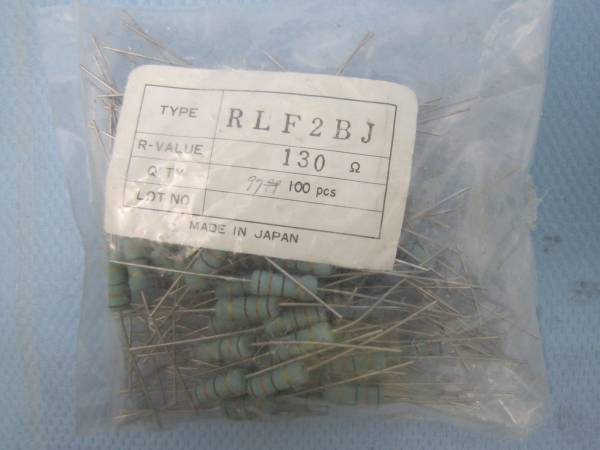 TYPE RLF2BJ
R-VALUE 130 Ω
Q'TY 100 pcs
LOT NO
MADE IN JAPAN